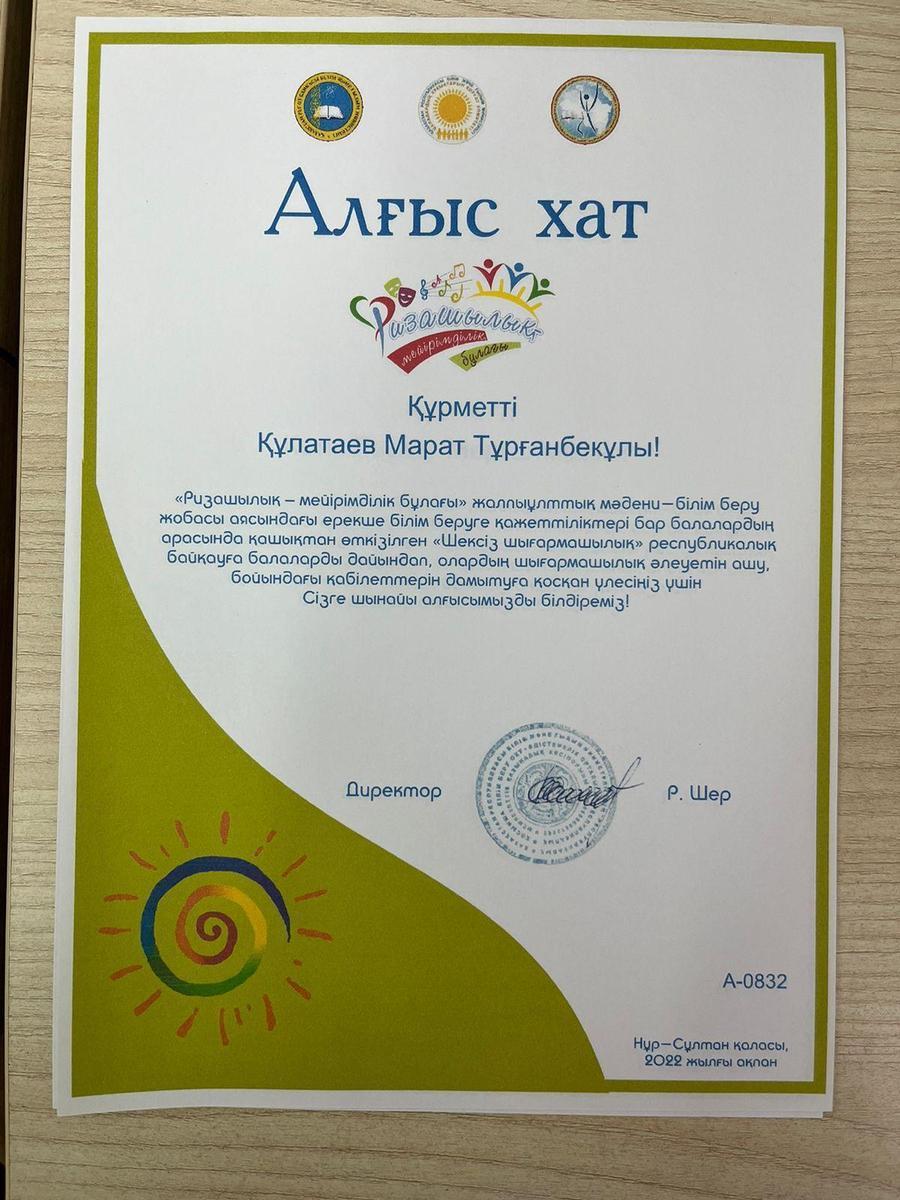 Алғыс хат
Ризашылық
мейірімділік
бұлағы
Құрметті
Құлатаев Марат Тұрғанбекұлы!
«Ризашылық – мейірімділік бұлағы» жалпыұлттық мәдени–білім беру
жобасы аясындағы ерекше білім беруге қажеттіліктері бар балалардың
арасында қашықтан өткізілген «Шексіз шығармашылық» республикалық
байқауға балаларды дайындап, олардың шығармашылық әлеуетін ашу,
бойындағы қабілеттерін дамытуға қосқан үлесіңіз үшін
Сізге шынайы алғысымызды білдіреміз!
Директор
Р. Шер
А-0832
Нұр–Сұлтан қаласы,
2022 жылғы ақпан